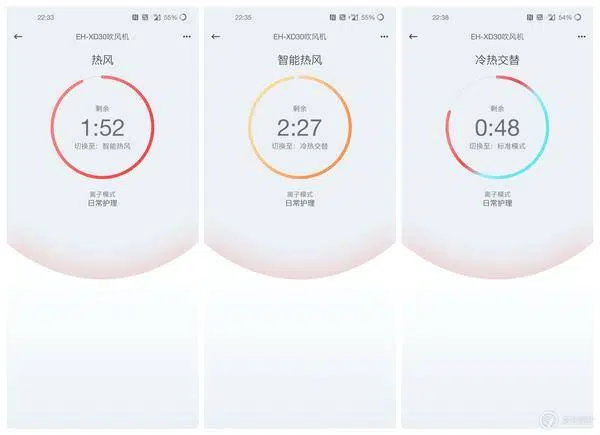 22:33
55%
EH-XD30吹风机
热风
剩余
1:52
切换至：智能热风
离子模式
日常护理
22:35
55%
EH-XD30吹风机
智能热风
剩余
2:27
切换至：冷热交替
离子模式
日常护理
22:38
54%
EH-XD30吹风机
冷热交替
剩余
0:48
切换至：标准模式
离子模式
日常护理